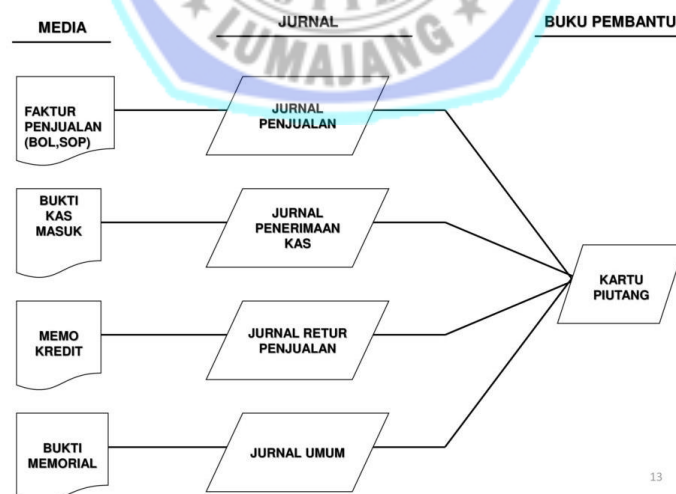 MEDIA
JURNAL
BUKU PEMBANTU
LUMAJANG
FAKTUR
PENJUALAN
(BOL,SOP)
JURNAL
PENJUALAN
BUKTI
KAS
MASUK
JURNAL
PENERIMAAN
KAS
KARTU
PIUTANG
MEMO
KREDIT
JURNAL RETUR
PENJUALAN
BUKTI
MEMORIAL
JURNAL UMUM
13